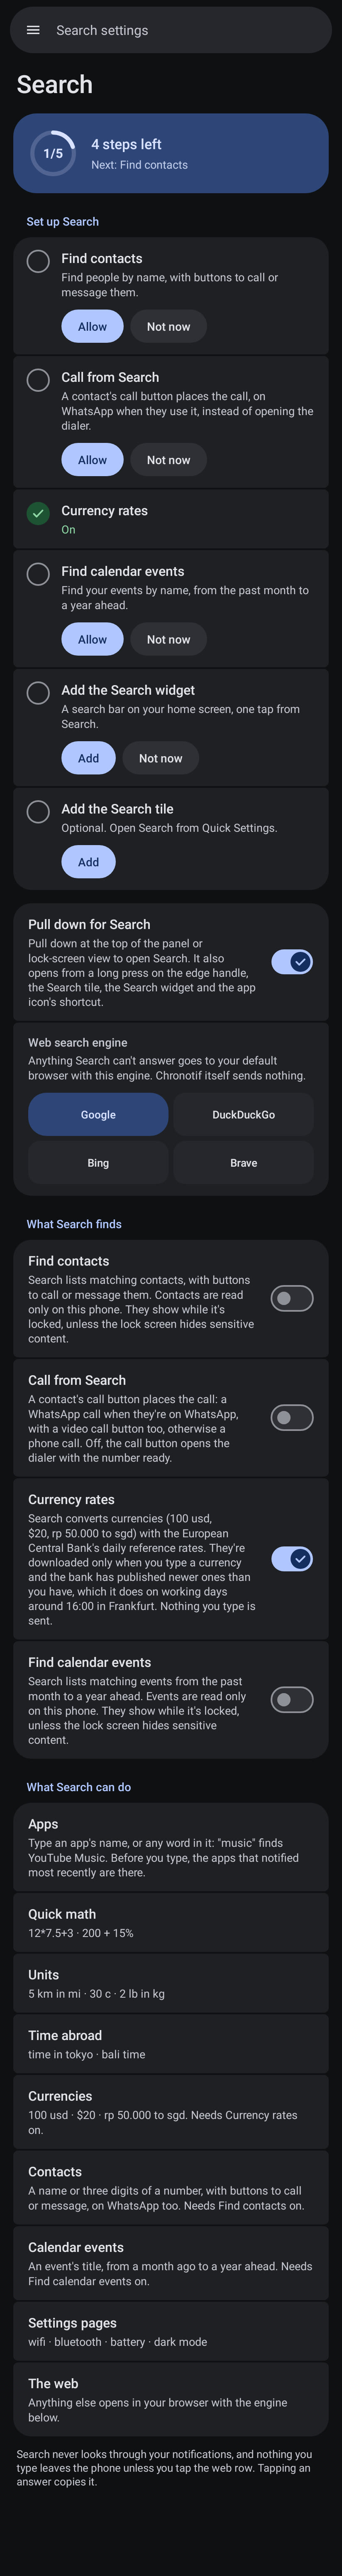 Search settings
Search
1/5
4 steps left
Next: Find contacts
Set up Search
Find contacts
Find people by name, with buttons to call or
message them.
Allow
Not now
Call from Search
A contact's call button places the call, on
WhatsApp when they use it, instead of opening the
dialer.
Allow
Not now
Currency rates
On
Find calendar events
Find your events by name, from the past month to
a year ahead.
Allow
Not now
Add the Search widget
A search bar on your home screen, one tap from
Search.
Add
Not now
Add the Search tile
Optional. Open Search from Quick Settings.
Add
Pull down for Search
Pull down at the top of the panel or
lock-screen view to open Search. It also
opens from a long press on the edge handle,
the Search tile, the Search widget and the app
icon's shortcut.
Web search engine
Anything Search can't answer goes to your default
browser with this engine. Chronotif itself sends nothing.
Google
DuckDuckGo
Bing
Brave
What Search finds
Find contacts
Search lists matching contacts, with buttons
to call or message them. Contacts are read
only on this phone. They show while it's
locked, unless the lock screen hides sensitive
content.
Call from Search
A contact's call button places the call: a
WhatsApp call when they're on WhatsApp,
with a video call button too, otherwise a
phone call. Off, the call button opens the
dialer with the number ready.
Currency rates
Search converts currencies (100 usd,
$20, rp 50.000 to sgd) with the European
Central Bank's daily reference rates. They're
downloaded only when you type a currency
and the bank has published newer ones than
you have, which it does on working days
around 16:00 in Frankfurt. Nothing you type is
sent.
Find calendar events
Search lists matching events from the past
month to a year ahead. Events are read only
on this phone. They show while it's locked,
unless the lock screen hides sensitive
content.
What Search can do
Apps
Type an app's name, or any word in it: "music" finds
YouTube Music. Before you type, the apps that notified
most recently are there.
Quick math
12*7.5+3 · 200 + 15%
Units
5 km in mi · 30 c · 2 lb in kg
Time abroad
time in tokyo · bali time
Currencies
100 usd · $20 · rp 50.000 to sgd. Needs Currency rates
on.
Contacts
A name or three digits of a number, with buttons to call
or message, on WhatsApp too. Needs Find contacts on.
Calendar events
An event's title, from a month ago to a year ahead. Needs
Find calendar events on.
Settings pages
wifi · bluetooth · battery · dark mode
The web
Anything else opens in your browser with the engine
below.
Search never looks through your notifications, and nothing you
type leaves the phone unless you tap the web row. Tapping an
answer copies it.